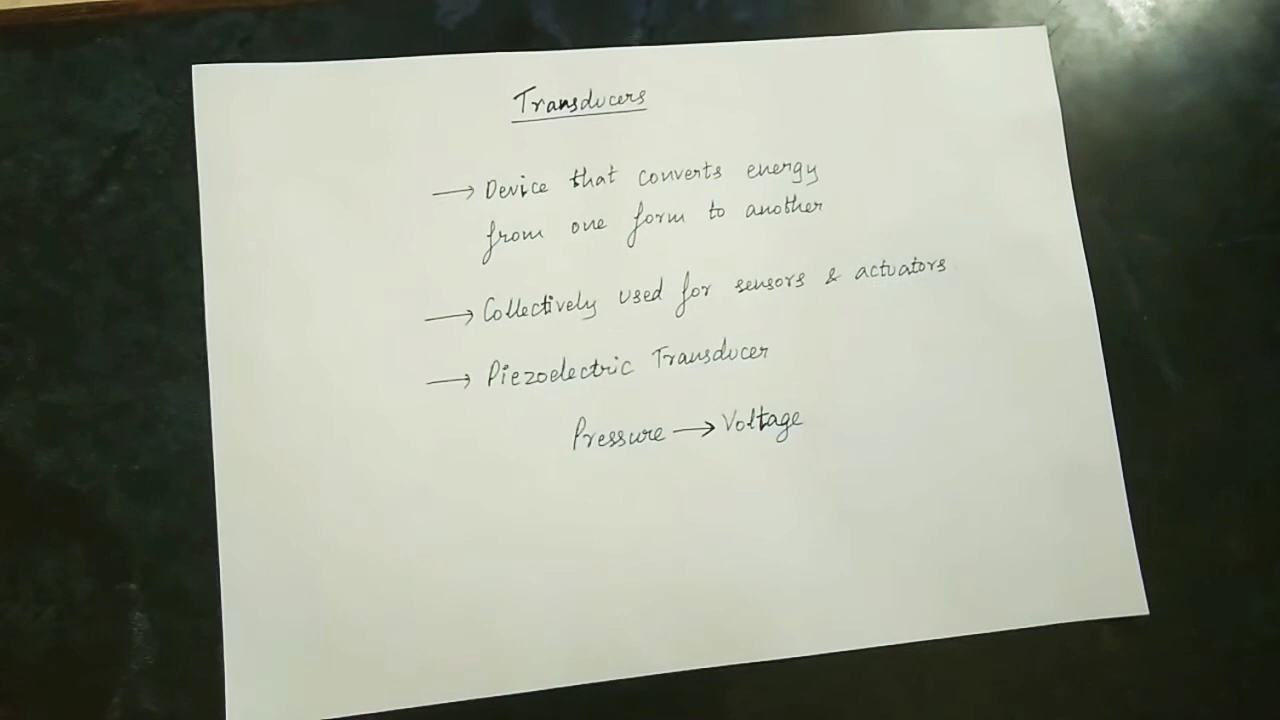 Transducers
→ Device that converts energy
from one form to another
→ Collectively used for sensors & actuators
→ Piezoelectric Transducer
Pressure → Voltage